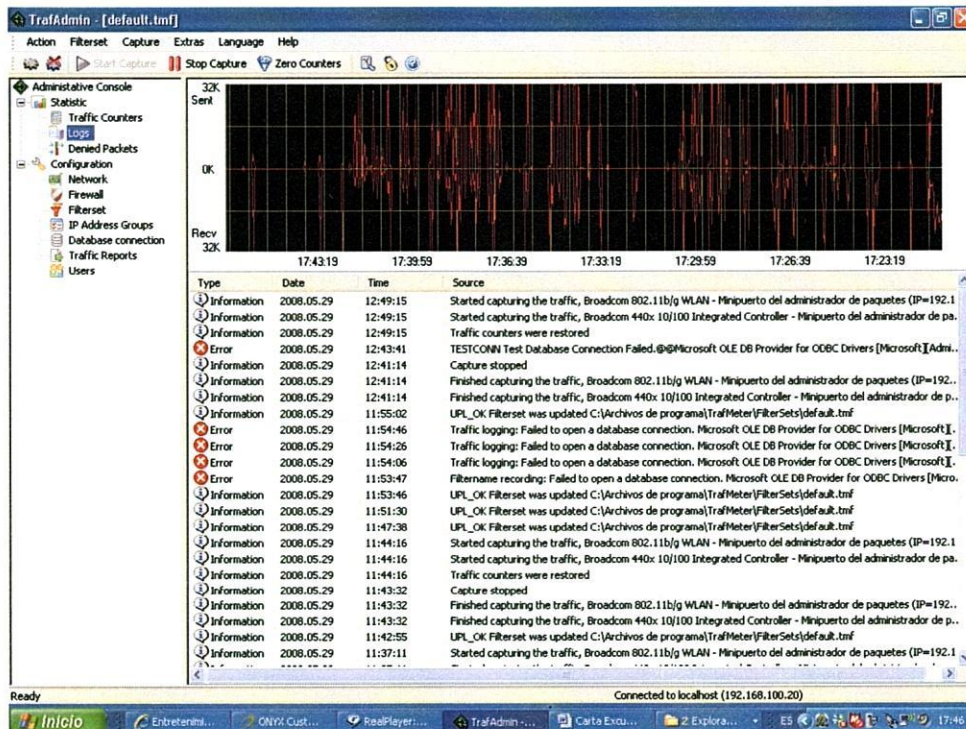 TrafAdmin - [default.tmf]
Action Filterset Capture Extras Language Help
Start Capture Stop Capture Zero Counters
Administative Console
Statistic
Traffic Counters
Logs
Denied Packets
Configuration
Network
Firewall
Filterset
IP Address Groups
Database connection
Traffic Reports
Users
32K
Sent
0K
Recv
32K
17:43:19 17:39:59 17:36:39 17:33:19 17:29:59 17:26:39 17:23:19
Type Date Time Source
Information 2008.05.29 12:49:15 Started capturing the traffic, Broadcom 802.11b/g WLAN - Minipuerto del administrador de paquetes (IP=192.1
Information 2008.05.29 12:49:15 Started capturing the traffic, Broadcom 440x 10/100 Integrated Controller - Minipuerto del administrador de pa.
Information 2008.05.29 12:49:15 Traffic counters were restored
Error 2008.05.29 12:43:41 TESTCONN Test Database Connection Failed.@@Microsoft OLE DB Provider for ODBC Drivers [Microsoft][Admi..
Information 2008.05.29 12:41:14 Capture stopped
Information 2008.05.29 12:41:14 Finished capturing the traffic, Broadcom 802.11b/g WLAN - Minipuerto del administrador de paquetes (IP=192..
Information 2008.05.29 12:41:14 Finished capturing the traffic, Broadcom 440x 10/100 Integrated Controller - Minipuerto del administrador de p..
Information 2008.05.29 11:55:02 UPL_OK Filterset was updated C:\Archivos de programa\TrafMeter\FilterSets\default.tmf
Error 2008.05.29 11:54:46 Traffic logging: Failed to open a database connection. Microsoft OLE DB Provider for ODBC Drivers [Microsoft][.
Error 2008.05.29 11:54:26 Traffic logging: Failed to open a database connection. Microsoft OLE DB Provider for ODBC Drivers [Microsoft][.
Error 2008.05.29 11:54:06 Traffic logging: Failed to open a database connection. Microsoft OLE DB Provider for ODBC Drivers [Microsoft][.
Error 2008.05.29 11:53:47 Filtername recording: Failed to open a database connection. Microsoft OLE DB Provider for ODBC Drivers [Micro.
Information 2008.05.29 11:53:46 UPL_OK Filterset was updated C:\Archivos de programa\TrafMeter\FilterSets\default.tmf
Information 2008.05.29 11:51:30 UPL_OK Filterset was updated C:\Archivos de programa\TrafMeter\FilterSets\default.tmf
Information 2008.05.29 11:47:38 UPL_OK Filterset was updated C:\Archivos de programa\TrafMeter\FilterSets\default.tmf
Information 2008.05.29 11:44:16 Started capturing the traffic, Broadcom 802.11b/g WLAN - Minipuerto del administrador de paquetes (IP=192.1
Information 2008.05.29 11:44:16 Started capturing the traffic, Broadcom 440x 10/100 Integrated Controller - Minipuerto del administrador de pa.
Information 2008.05.29 11:44:16 Traffic counters were restored
Information 2008.05.29 11:43:32 Capture stopped
Information 2008.05.29 11:43:32 Finished capturing the traffic, Broadcom 802.11b/g WLAN - Minipuerto del administrador de paquetes (IP=192..
Information 2008.05.29 11:43:32 Finished capturing the traffic, Broadcom 440x 10/100 Integrated Controller - Minipuerto del administrador de p..
Information 2008.05.29 11:42:55 UPL_OK Filterset was updated C:\Archivos de programa\TrafMeter\FilterSets\default.tmf
Information 2008.05.29 11:37:11 Started capturing the traffic, Broadcom 802.11b/g WLAN - Minipuerto del administrador de paquetes (IP=192.1
Ready Connected to localhost (192.168.100.20)
Inicio Entretenimi... ONYX Cust... RealPlayer:... TrafAdmin -... Carta Excu... 2 Explora... ES 17:46